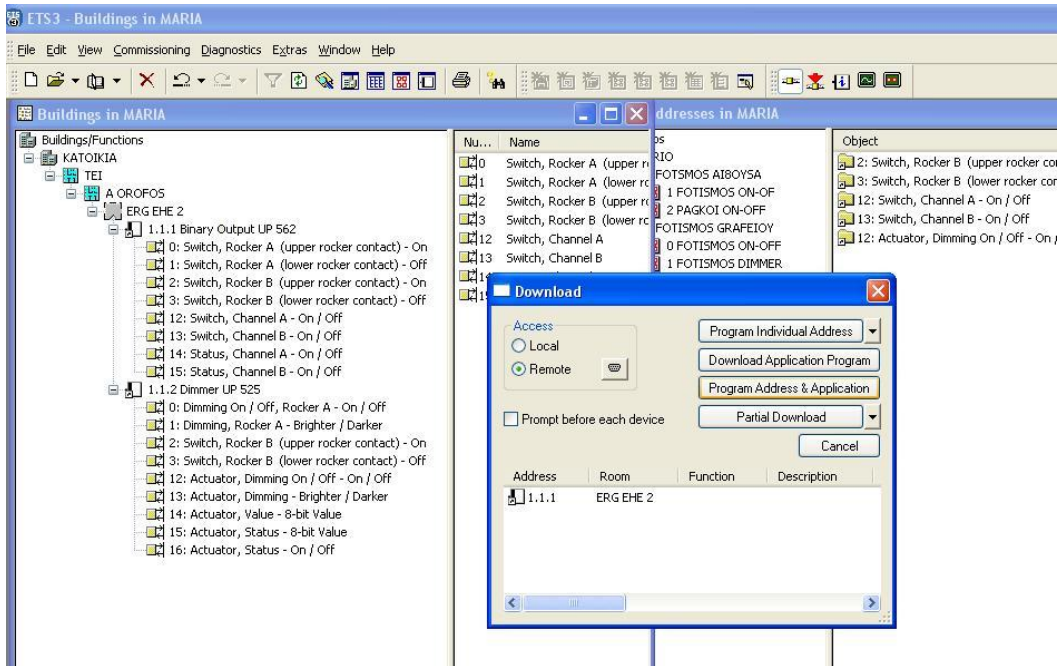 ETS3 - Buildings in MARIA
File Edit View Commissioning Diagnostics Extras Window Help
Buildings in MARIA
Buildings/Functions
KATOIKIA
TEI
A OROFOS
ERG EHE 2
1.1.1 Binary Output UP 562
0: Switch, Rocker A (upper rocker contact) - On
1: Switch, Rocker A (lower rocker contact) - Off
2: Switch, Rocker B (upper rocker contact) - On
3: Switch, Rocker B (lower rocker contact) - Off
12: Switch, Channel A - On / Off
13: Switch, Channel B - On / Off
14: Status, Channel A - On / Off
15: Status, Channel B - On / Off
1.1.2 Dimmer UP 525
0: Dimming On / Off, Rocker A - On / Off
1: Dimming, Rocker A - Brighter / Darker
2: Switch, Rocker B (upper rocker contact) - On
3: Switch, Rocker B (lower rocker contact) - Off
12: Actuator, Dimming On / Off - On / Off
13: Actuator, Dimming - Brighter / Darker
14: Actuator, Value - 8-bit Value
15: Actuator, Status - 8-bit Value
16: Actuator, Status - On / Off
Nu... Name
0 Switch, Rocker A (upper r
1 Switch, Rocker A (lower rc
2 Switch, Rocker B (upper r
3 Switch, Rocker B (lower rc
12 Switch, Channel A
13 Switch, Channel B
ddresses in MARIA
OS
RIO
FOTSMOS AI8OYSA
1 FOTISMOS ON-OF
2 PAGKOI ON-OFF
FOTISMOS GRAFEIOY
0 FOTISMOS ON-OFF
1 FOTISMOS DIMMER
Object
2: Switch, Rocker B (upper rocker cor
3: Switch, Rocker B (lower rocker con
12: Switch, Channel A - On / Off
13: Switch, Channel B - On / Off
12: Actuator, Dimming On / Off - On /
Download
Access
Local
Remote
Prompt before each device
Program Individual Address
Download Application Program
Program Address & Application
Partial Download
Cancel
Address Room Function Description
1.1.1 ERG EHE 2